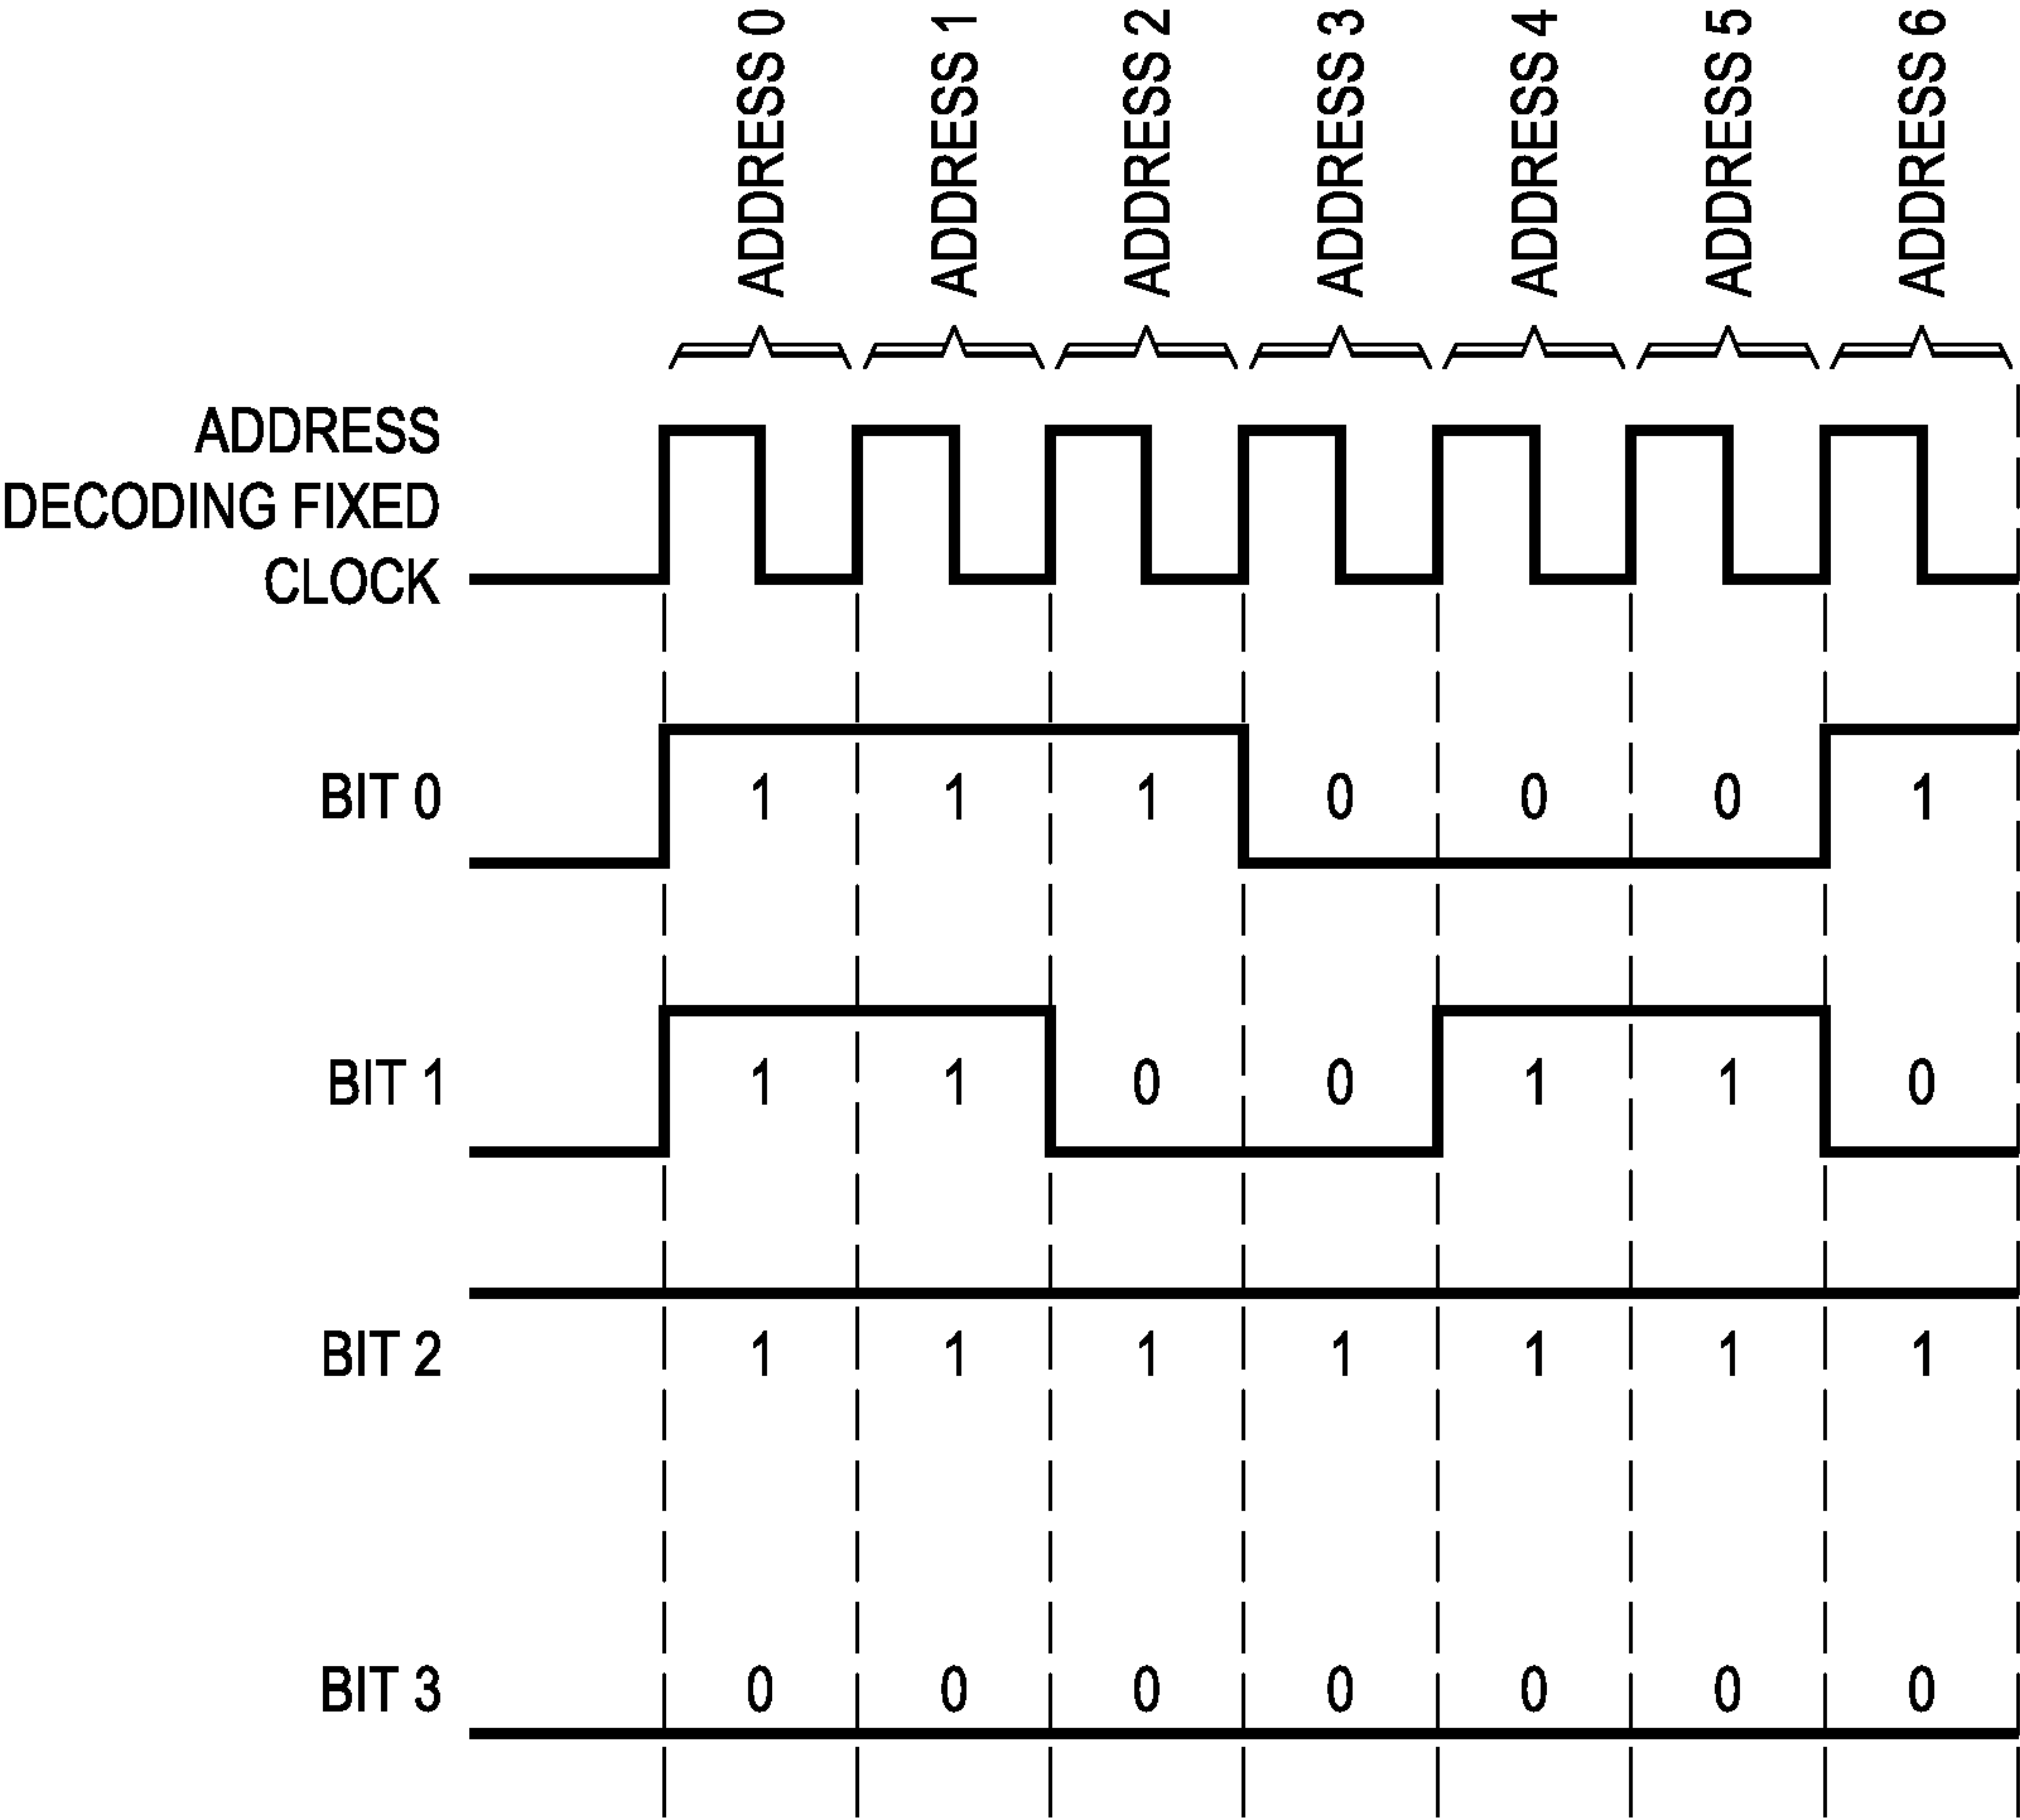 ADDRESS 0
ADDRESS 1
ADDRESS 2
ADDRESS 3
ADDRESS 4
ADDRESS 5
ADDRESS 6
ADDRESS
DECODING FIXED
CLOCK
BIT 0 1 1 1 0 0 0 1
BIT 1 1 1 0 0 1 1 0
BIT 2 1 1 1 1 1 1 1
BIT 3 0 0 0 0 0 0 0